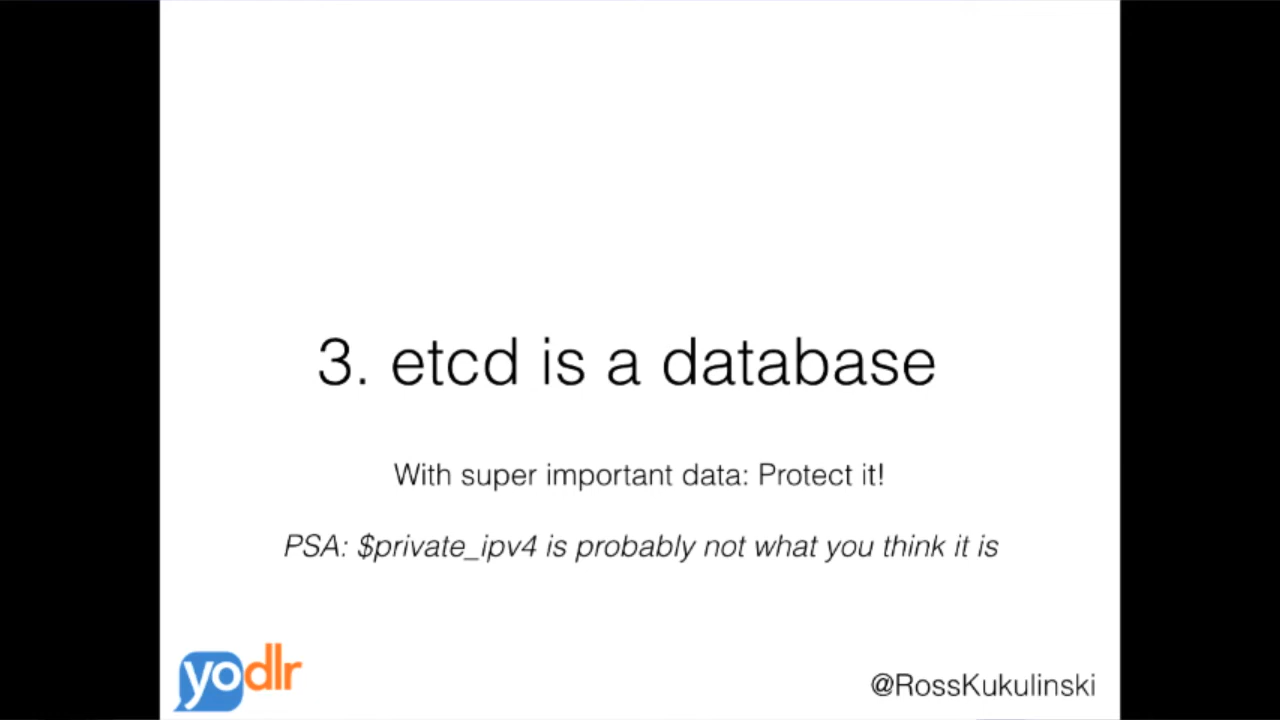 3. etcd is a database
With super important data: Protect it!
PSA: $private_ipv4 is probably not what you think it is
yodlr
@RossKukulinski